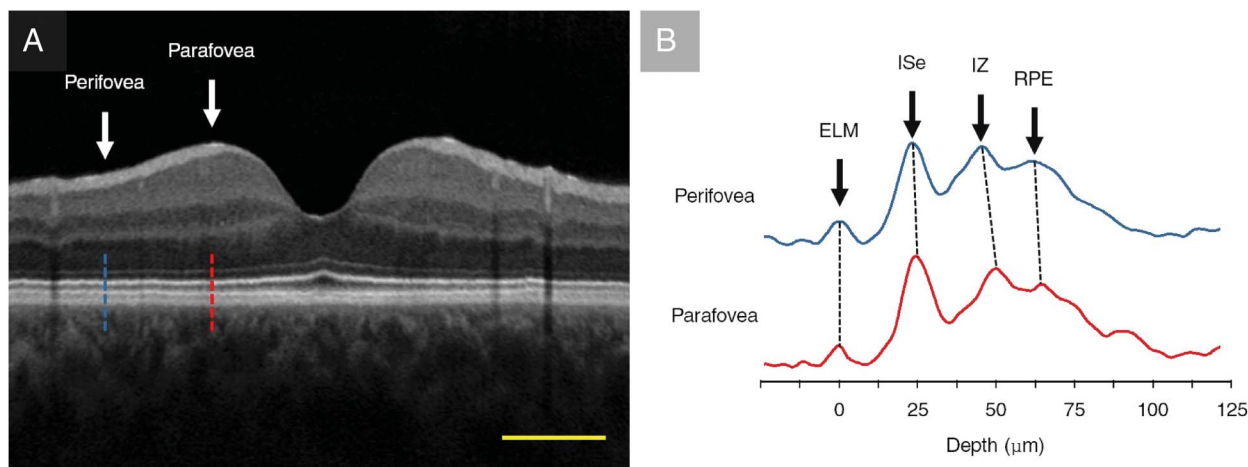 A
Perifovea
Parafovea
B
ELM
ISe
IZ
RPE
Perifovea
Parafovea
0 25 50 75 100 125
Depth (μm)